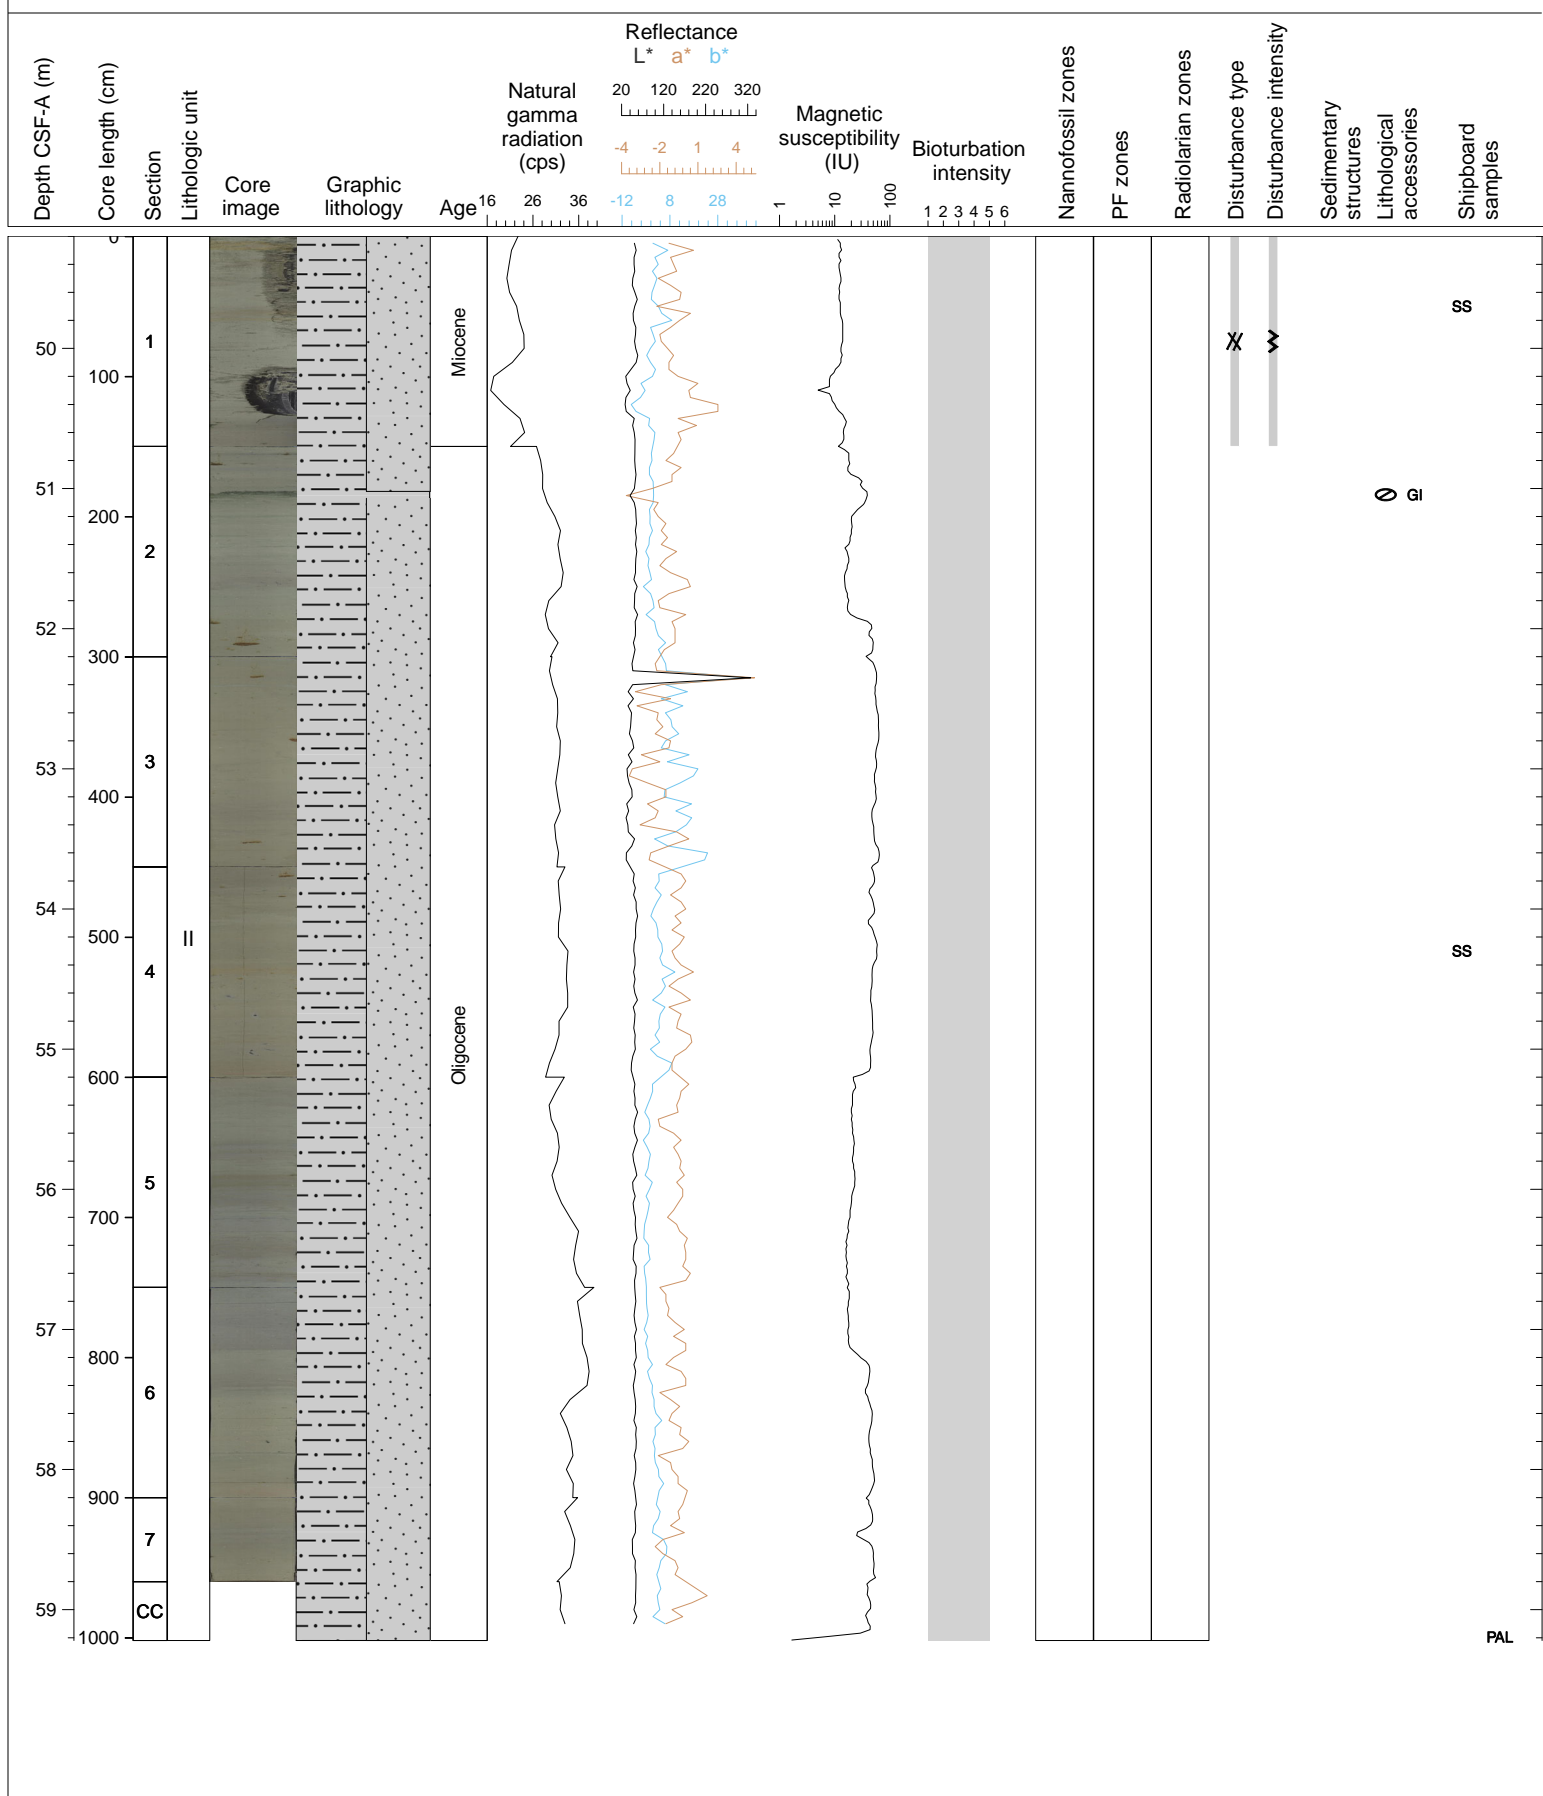 Depth CSF-A (m)
Core length (cm)
Section
Lithologic unit
Core
image
Graphic
lithology
Age
Natural
gamma
radiation
(cps)
16 26 36
Reflectance
L* a* b*
20 120 220 320
-4 -2 1 4
-12 8 28
Magnetic
susceptibility
(IU)
1 10 100
Bioturbation
intensity
1 2 3 4 5 6
Nannofossil zones
PF zones
Radiolarian zones
Disturbance type
Disturbance intensity
Sedimentary
structures
Lithological
accessories
Shipboard
samples
0
SS
1
Miocene
50
100
51
Gl
200
2
52
300
3
53
400
54
II
500
SS
4
Oligocene
55
600
5
56
700
57
800
6
58
900
7
59
CC
1000
PAL